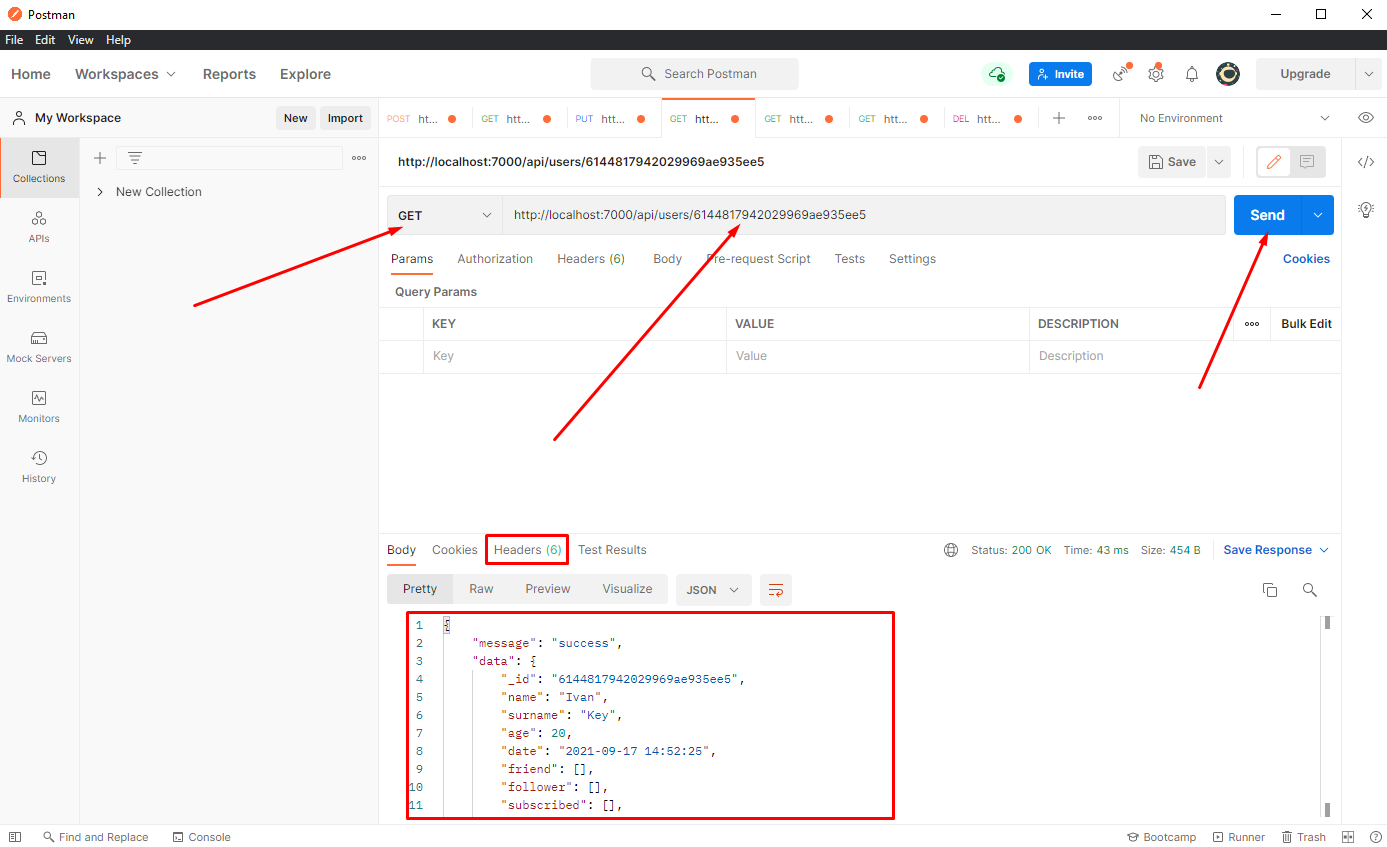 Postman
File Edit View Help
Home Workspaces Reports Explore Search Postman Invite Upgrade
My Workspace New Import POST htt... GET htt... PUT htt... GET htt... GET htt... GET htt... DEL htt... No Environment
Collections
APIs
Environments
Mock Servers
Monitors
History
New Collection
http://localhost:7000/api/users/6144817942029969ae935ee5 Save
GET http://localhost:7000/api/users/6144817942029969ae935ee5 Send
Params Authorization Headers (6) Body Pre-request Script Tests Settings Cookies
Query Params
KEY VALUE DESCRIPTION Bulk Edit
Key Value Description
Body Cookies Headers (6) Test Results Status: 200 OK Time: 43 ms Size: 454 B Save Response
Pretty Raw Preview Visualize JSON
1 {
2 "message": "success",
3 "data": {
4 "_id": "6144817942029969ae935ee5",
5 "name": "Ivan",
6 "surname": "Key",
7 "age": 20,
8 "date": "2021-09-17 14:52:25",
9 "friend": [],
10 "follower": [],
11 "subscribed": [],
Find and Replace Console Bootcamp Runner Trash